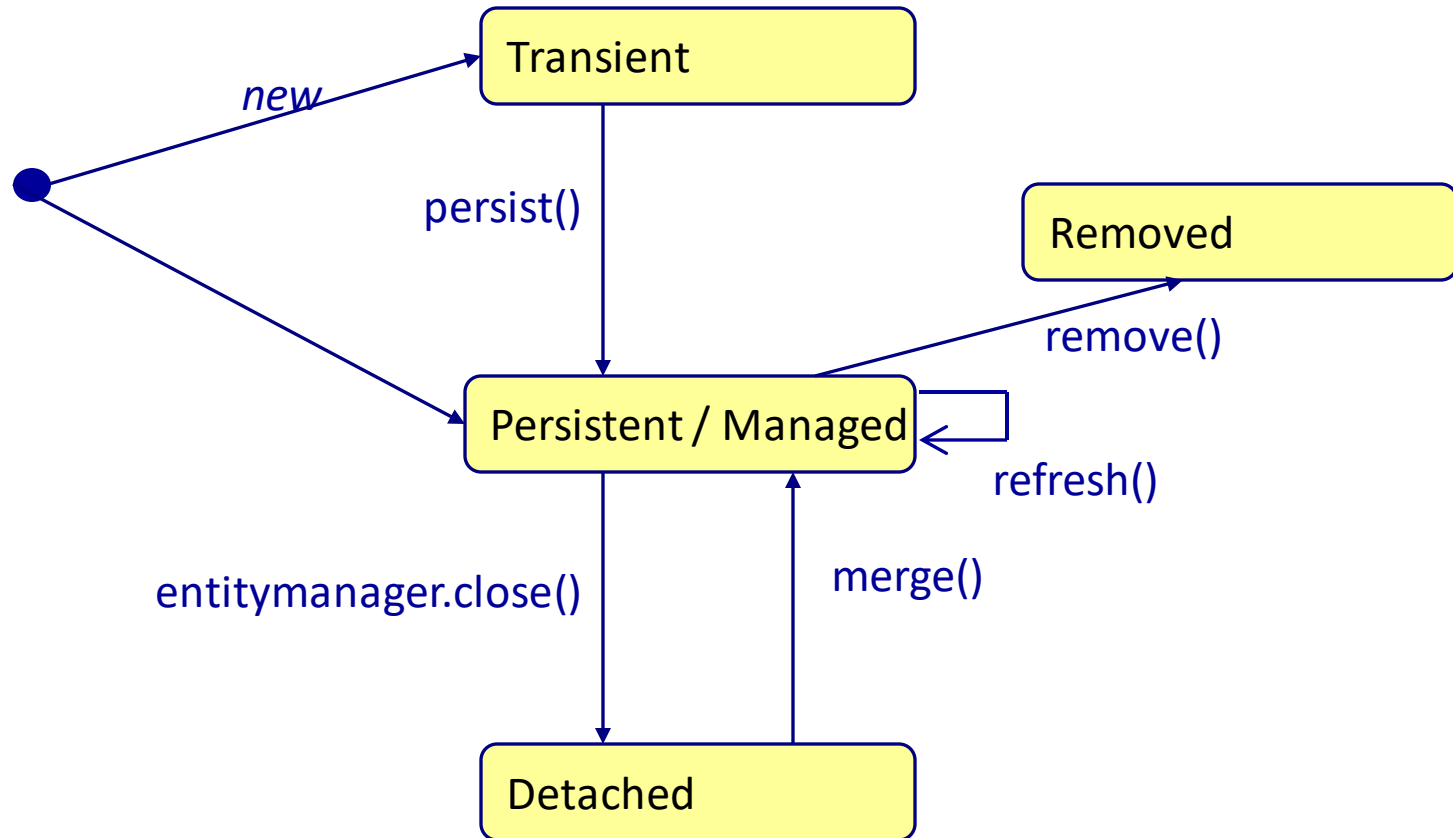 Transient
new
persist()
Removed
remove()
Persistent / Managed
refresh()
entitymanager.close()
merge()
Detached